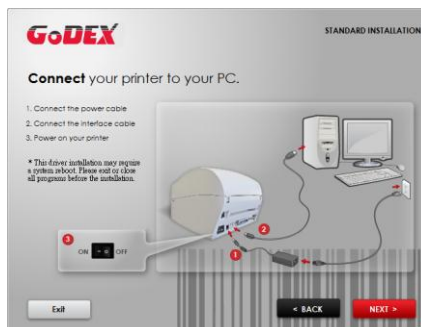 GoDEX
STANDARD INSTALLATION
Connect your printer to your PC.
1. Connect the power cable
2. Connect the interface cable
3. Power on your printer
* This driver installation may require
a system reboot. Please exit or close
all programs before the installation.
3
ON OFF
2
1
Exit
< BACK
NEXT >